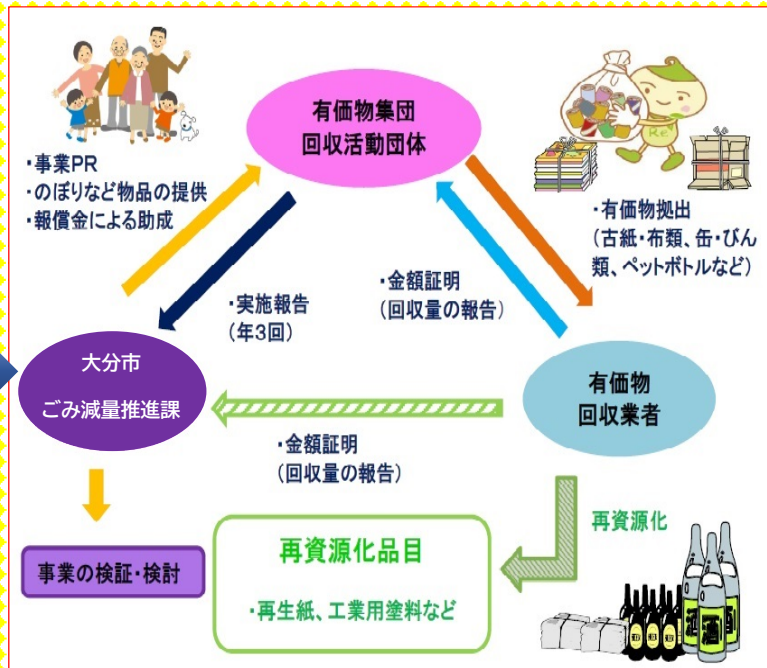 有価物集団
回収活動団体
・事業PR
・のぼりなど物品の提供
・報償金による助成
・有価物拠出
(古紙・布類、缶・びん
類、ペットボトルなど)
・金額証明
(回収量の報告)
・実施報告
(年3回)
大分市
ごみ減量推進課
有価物
回収業者
・金額証明
(回収量の報告)
再資源化
事業の検証・検討
再資源化品目
・再生紙、工業用塗料など
酒
酒